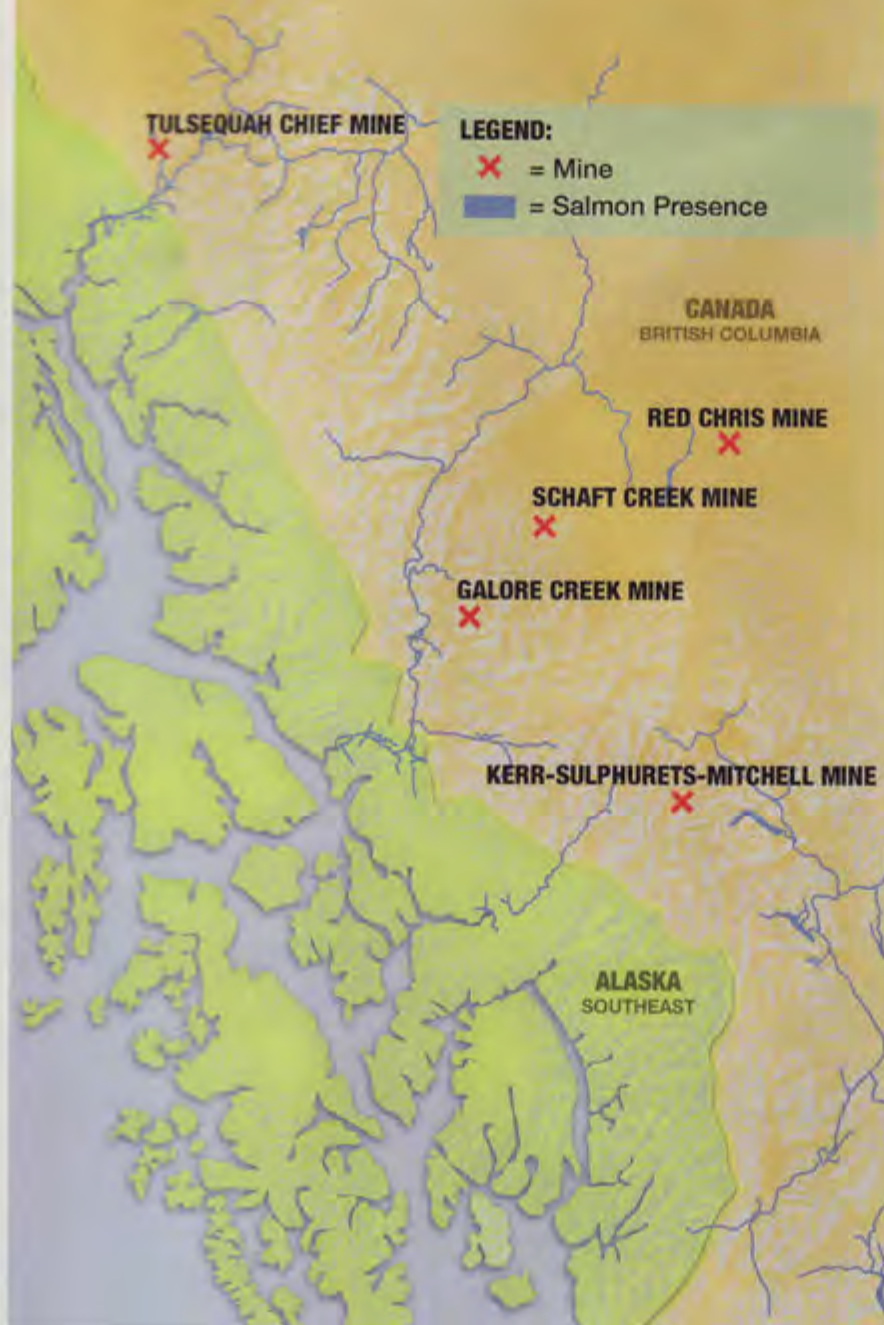 TULSEQUAH CHIEF MINE
LEGEND:
= Mine
= Salmon Presence
CANADA
BRITISH COLUMBIA
RED CHRIS MINE
SCHAFT CREEK MINE
GALORE CREEK MINE
KERR-SULPHURETS-MITCHELL MINE
ALASKA
SOUTHEAST